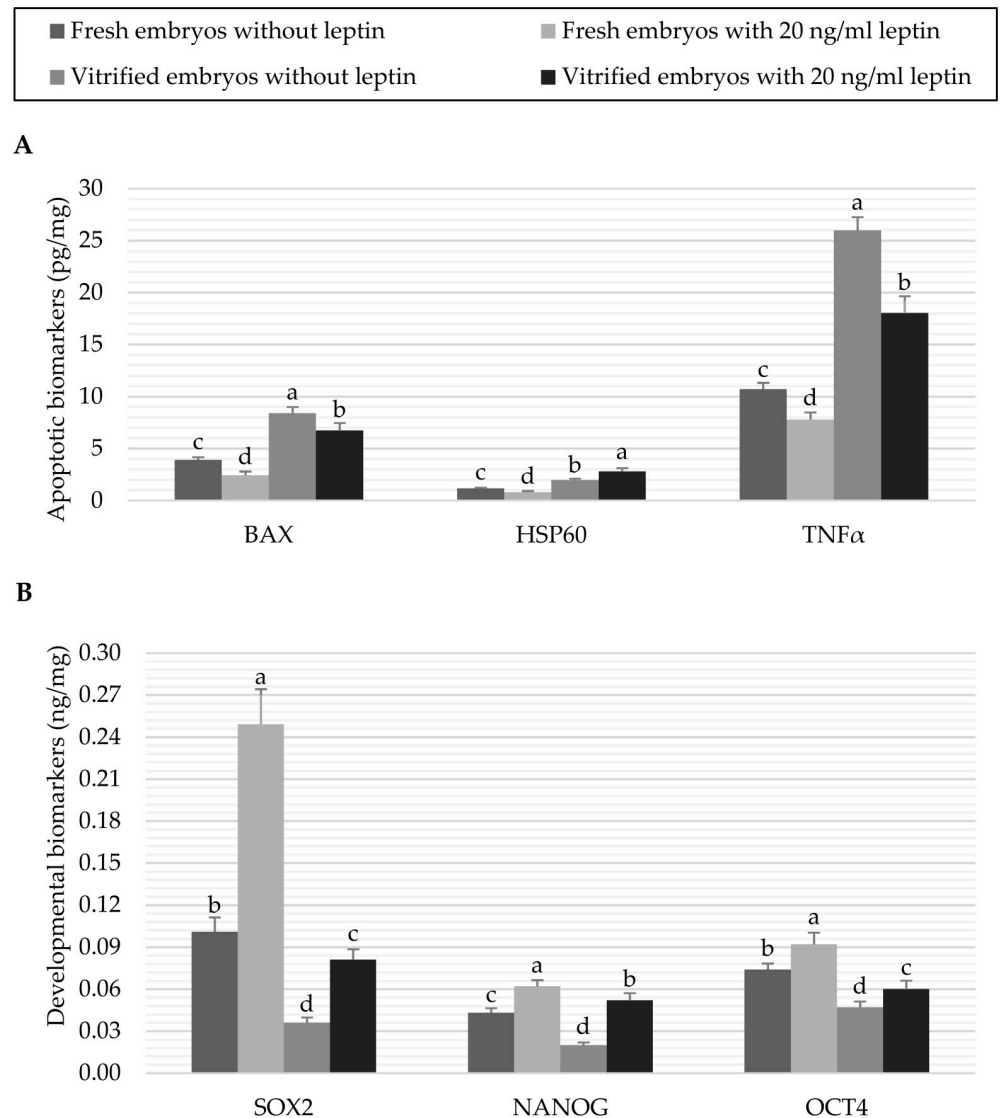 ■ Fresh embryos without leptin ■ Fresh embryos with 20 ng/ml leptin
■ Vitrified embryos without leptin ■ Vitrified embryos with 20 ng/ml leptin
A
Apoptotic biomarkers (pg/mg)
30
25
20
15
10
5
0
c d a b
c d b a
c d a b
BAX HSP60 TNFα
B
Developmental biomarkers (ng/mg)
0.30
0.27
0.24
0.21
0.18
0.15
0.12
0.09
0.06
0.03
0.00
b a d c
c a d b
b a d c
SOX2 NANOG OCT4